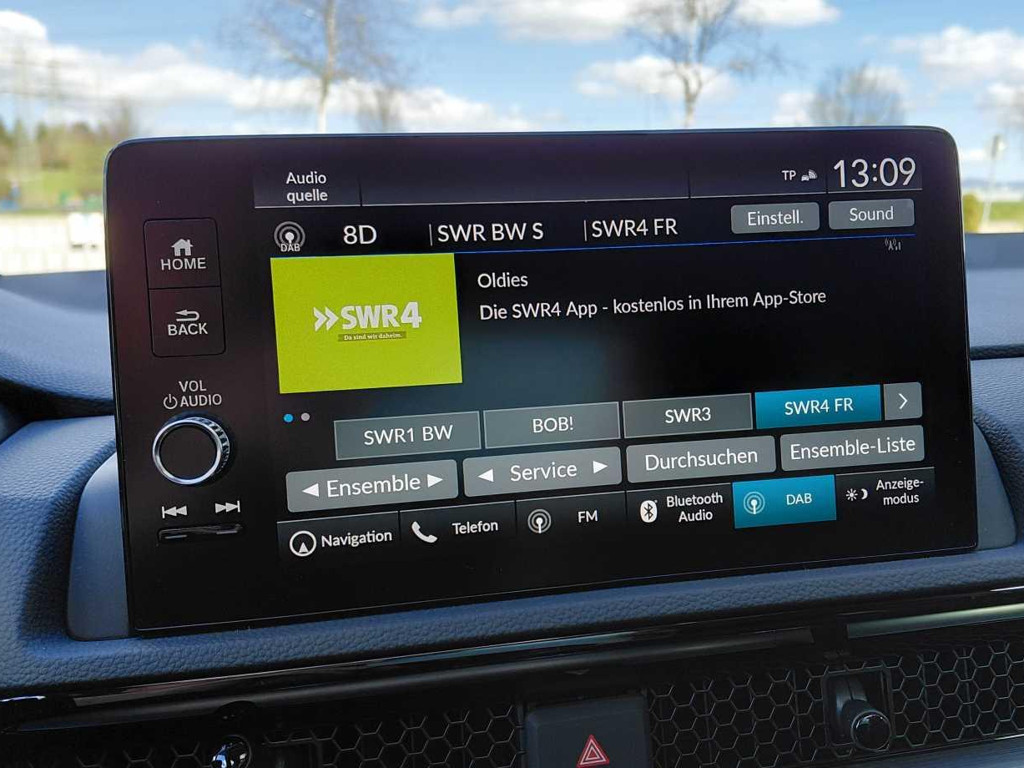 Audio
quelle
TP
13:09
DAB
8D
SWR BW S
SWR4 FR
Einstell.
Sound
HOME
BACK
VOL
AUDIO
SWR4
Da sind wir daheim.
Oldies
Die SWR4 App - kostenlos in Ihrem App-Store
SWR1 BW
BOB!
SWR3
SWR4 FR
Ensemble
Service
Durchsuchen
Ensemble-Liste
Navigation
Telefon
FM
Bluetooth
Audio
DAB
Anzeige-
modus